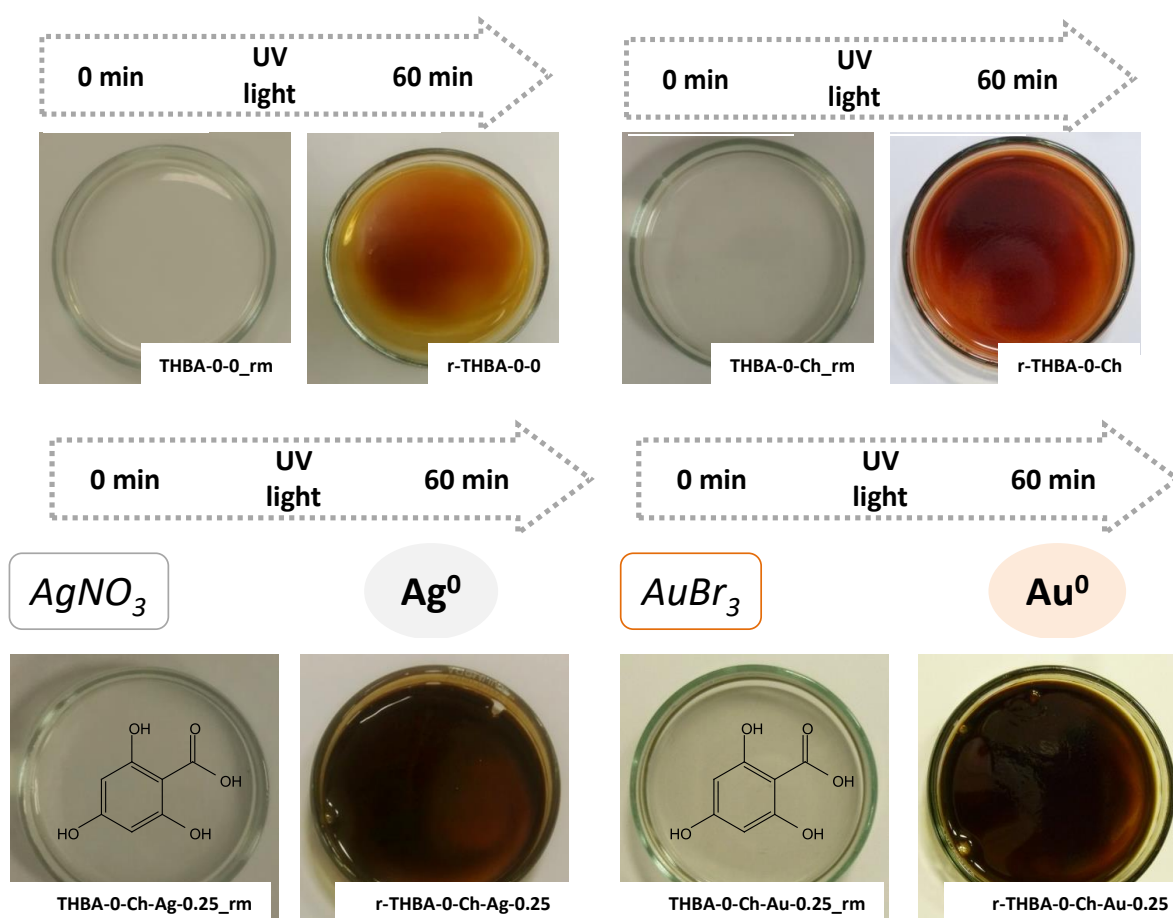 0 min
UV
light
60 min
0 min
UV
light
60 min
THBA-0-0_rm
r-THBA-0-0
THBA-0-Ch_rm
r-THBA-0-Ch
0 min
UV
light
60 min
0 min
UV
light
60 min
AgNO3
Ag0
AuBr3
Au0
OH
O
OH
HO
OH
OH
O
OH
HO
OH
THBA-0-Ch-Ag-0.25_rm
r-THBA-0-Ch-Ag-0.25
THBA-0-Ch-Au-0.25_rm
r-THBA-0-Ch-Au-0.25